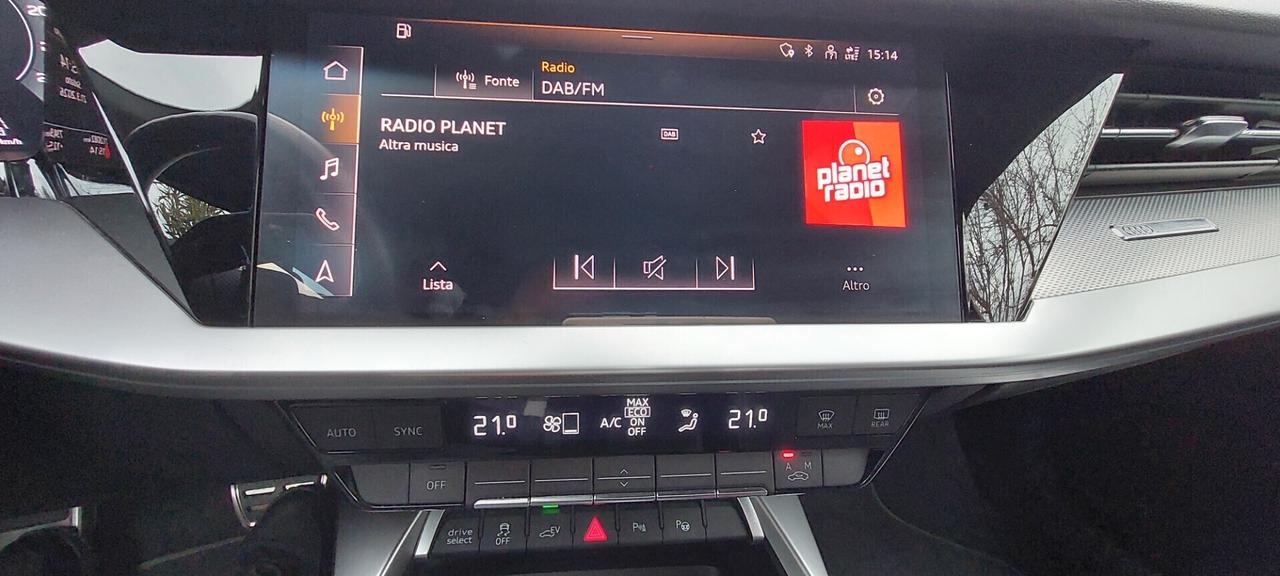 15:14
Fonte
Radio
DAB/FM
RADIO PLANET
Altra musica
DAB
planet
radio
Lista
Altro
AUTO
SYNC
21.0
A/C
MAX
ECO
ON
OFF
21.0
MAX
REAR
OFF
A M
drive
select
OFF
EV
P
P